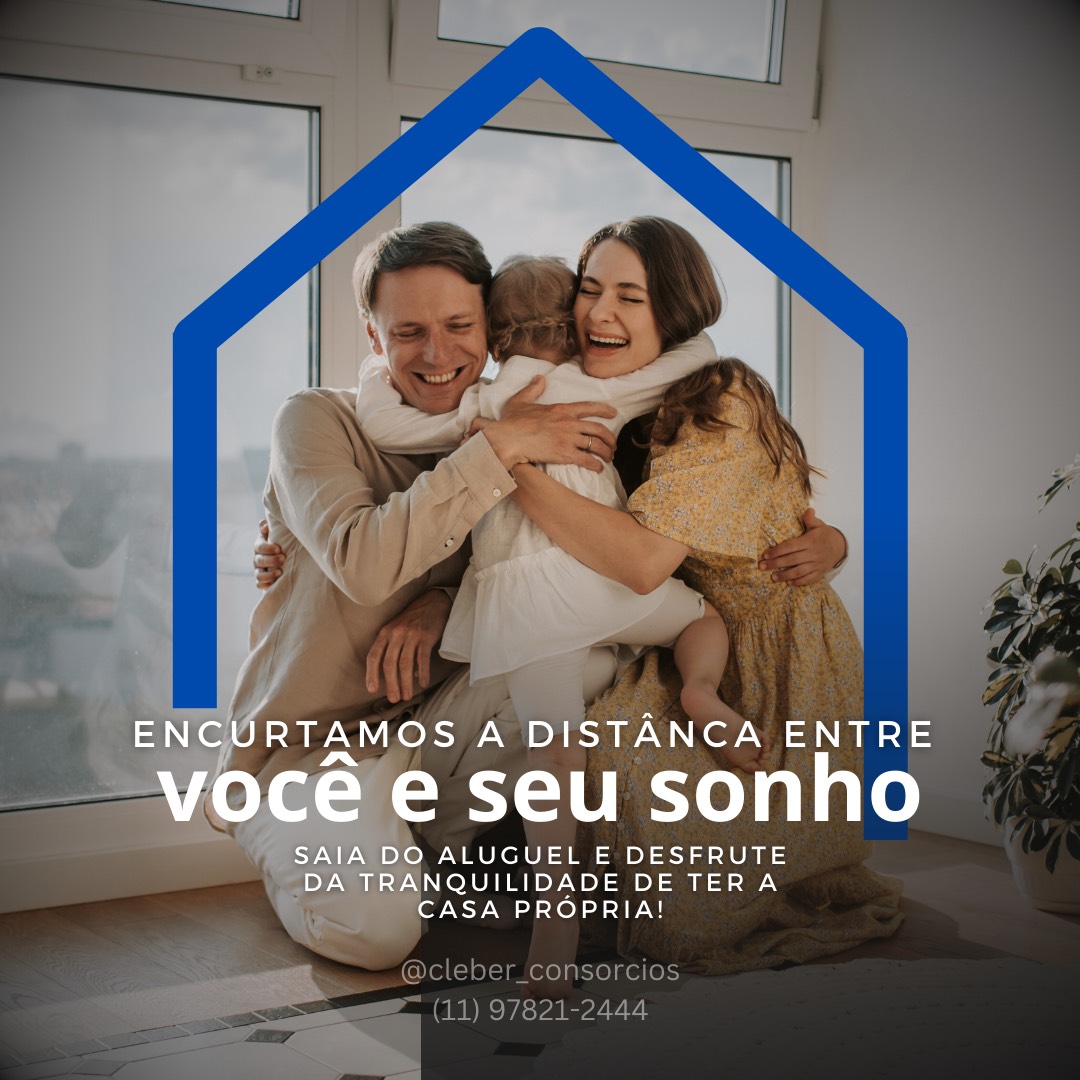 ENCURTAMOS A DISTÂNCA ENTRE
você e seu sonho
SAIA DO ALUGUEL E DESFRUTE
DA TRANQUILIDADE DE TER A
CASA PRÓPRIA!
@cleber_consorcios
(11) 97821-2444